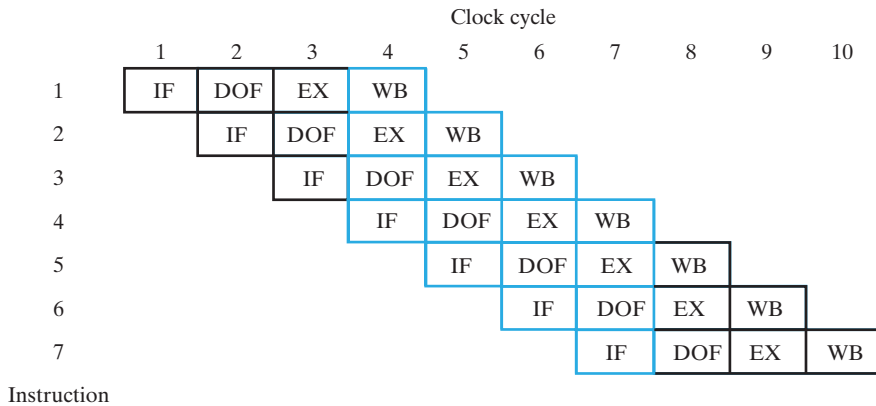 Clock cycle
1 2 3 4 5 6 7 8 9 10
1 IF DOF EX WB
2 IF DOF EX WB
3 IF DOF EX WB
4 IF DOF EX WB
5 IF DOF EX WB
6 IF DOF EX WB
7 IF DOF EX WB
Instruction